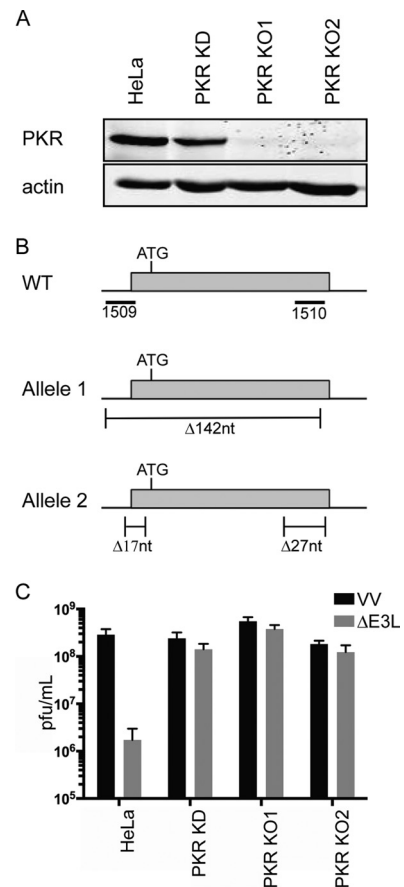 A
HeLa
PKR KD
PKR KO1
PKR KO2
PKR
actin
B
ATG
WT
1509
1510
ATG
Allele 1
Δ142nt
ATG
Allele 2
Δ17nt
Δ27nt
C
VV
ΔE3L
pfu/mL
10⁹
10⁸
10⁷
10⁶
10⁵
HeLa
PKR KD
PKR KO1
PKR KO2